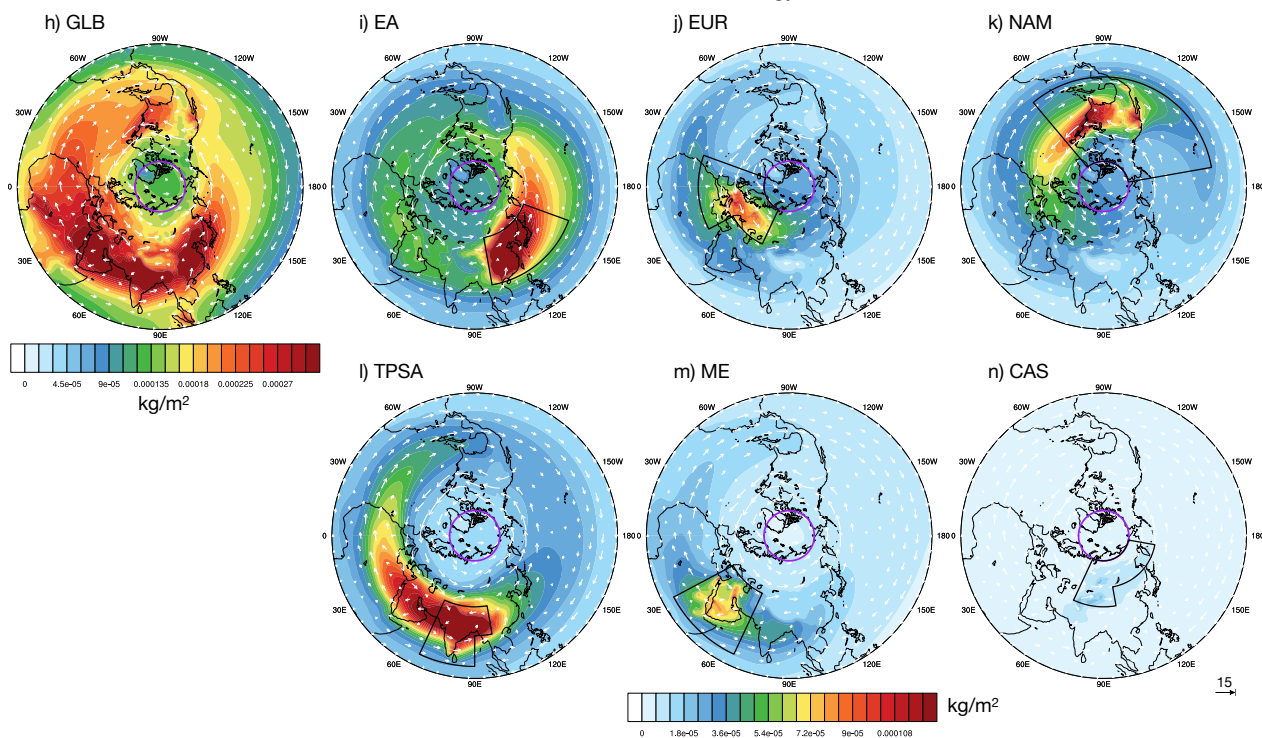 h) GLB
i) EA
j) EUR
k) NAM
90W
90W
90W
90W
60W
120W
60W
120W
60W
120W
60W
120W
30W
150W
30W
150W
30W
150W
30W
150W
0
180
0
180
0
180
0
180
30E
150E
30E
150E
30E
150E
30E
150E
60E
120E
60E
120E
60E
120E
60E
120E
90E
90E
90E
90E
0 4.5e-05 9e-05 0.000135 0.00018 0.000225 0.00027
kg/m²
l) TPSA
m) ME
n) CAS
90W
90W
90W
60W
120W
60W
120W
60W
120W
30W
150W
30W
150W
30W
150W
0
180
0
180
0
180
30E
150E
30E
150E
30E
150E
60E
120E
60E
120E
60E
120E
90E
90E
90E
15
kg/m²
0 1.8e-05 3.6e-05 5.4e-05 7.2e-05 9e-05 0.000108